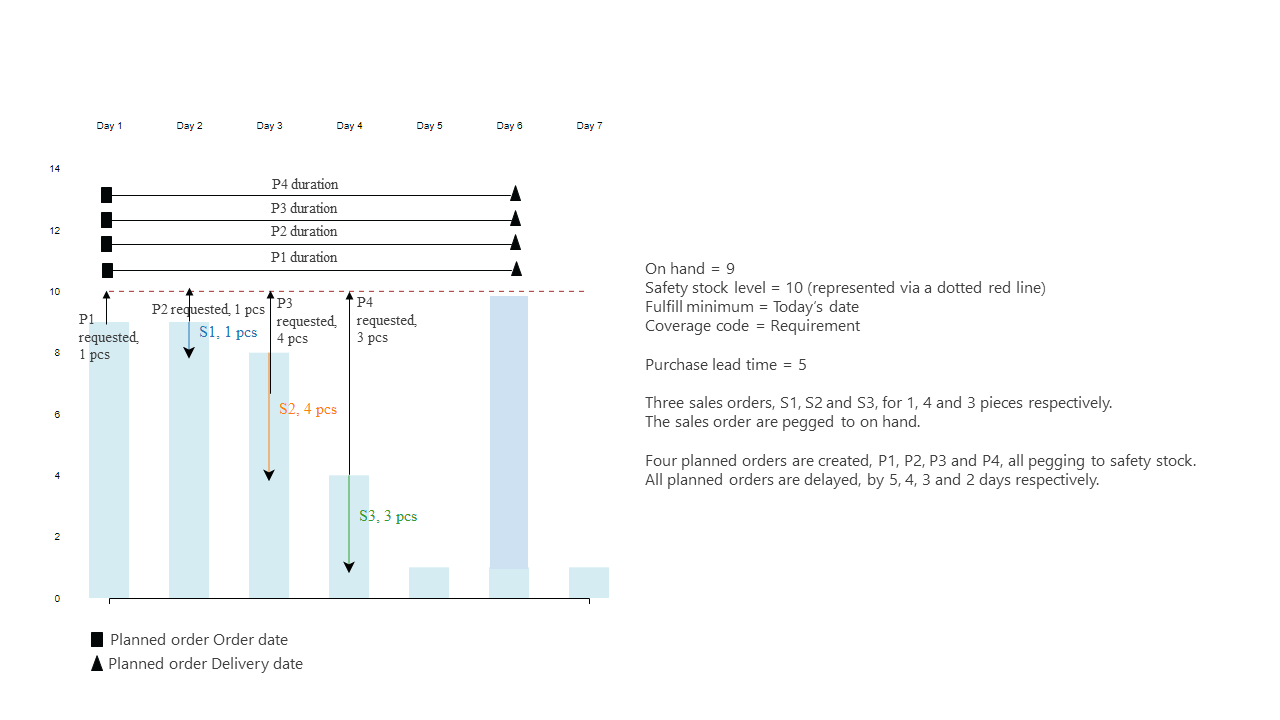 Day 1 Day 2 Day 3 Day 4 Day 5 Day 6 Day 7
14
P4 duration
P3 duration
12
P2 duration
P1 duration
10
P1
requested,
1 pcs
P2 requested, 1 pcs
S1, 1 pcs
P3
requested,
4 pcs
P4
requested,
3 pcs
8
6
S2, 4 pcs
4
S3, 3 pcs
2
0
Planned order Order date
Planned order Delivery date
On hand = 9
Safety stock level = 10 (represented via a dotted red line)
Fulfill minimum = Today's date
Coverage code = Requirement
Purchase lead time = 5
Three sales orders, S1, S2 and S3, for 1, 4 and 3 pieces respectively.
The sales order are pegged to on hand.
Four planned orders are created, P1, P2, P3 and P4, all pegging to safety stock.
All planned orders are delayed, by 5, 4, 3 and 2 days respectively.